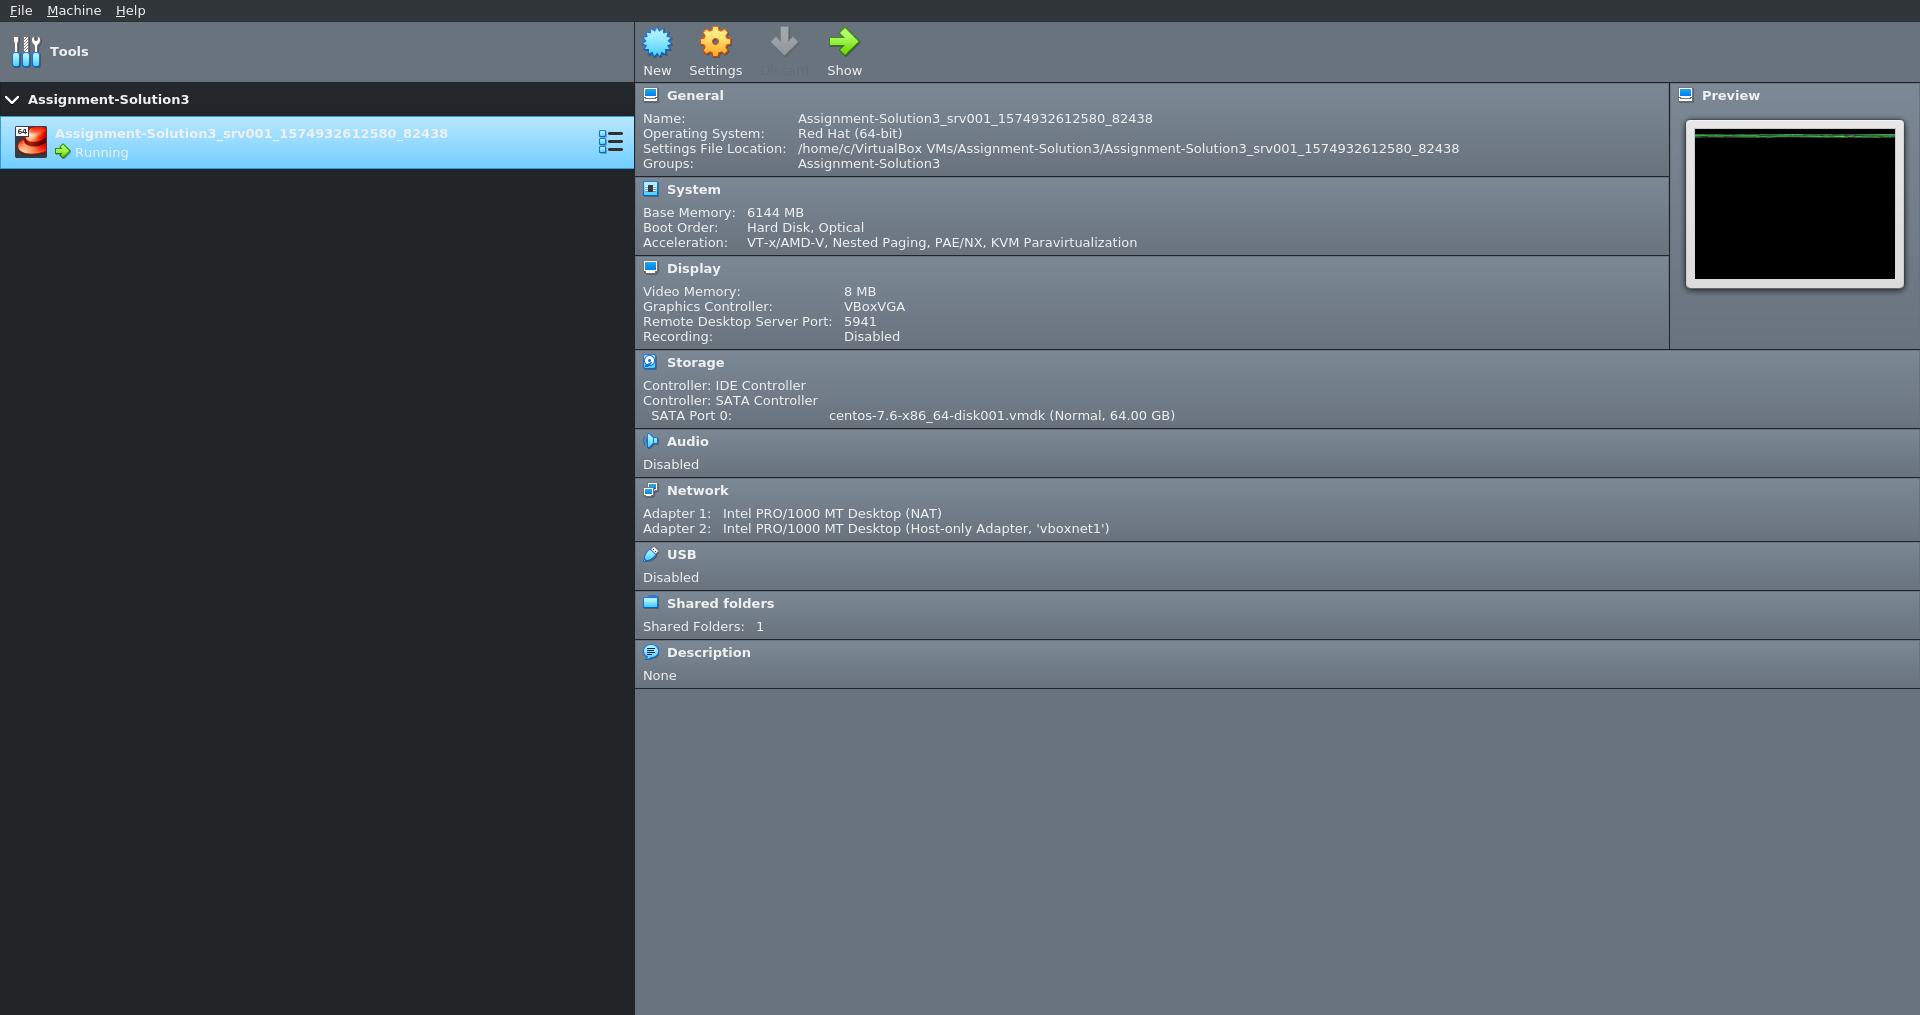 File Machine Help
Tools
New Settings Discard Show
Assignment-Solution3
64
Assignment-Solution3_srv001_1574932612580_82438
Running
General
Name: Assignment-Solution3_srv001_1574932612580_82438
Operating System: Red Hat (64-bit)
Settings File Location: /home/c/VirtualBox VMs/Assignment-Solution3/Assignment-Solution3_srv001_1574932612580_82438
Groups: Assignment-Solution3
Preview
System
Base Memory: 6144 MB
Boot Order: Hard Disk, Optical
Acceleration: VT-x/AMD-V, Nested Paging, PAE/NX, KVM Paravirtualization
Display
Video Memory: 8 MB
Graphics Controller: VBoxVGA
Remote Desktop Server Port: 5941
Recording: Disabled
Storage
Controller: IDE Controller
Controller: SATA Controller
SATA Port 0: centos-7.6-x86_64-disk001.vmdk (Normal, 64.00 GB)
Audio
Disabled
Network
Adapter 1: Intel PRO/1000 MT Desktop (NAT)
Adapter 2: Intel PRO/1000 MT Desktop (Host-only Adapter, 'vboxnet1')
USB
Disabled
Shared folders
Shared Folders: 1
Description
None